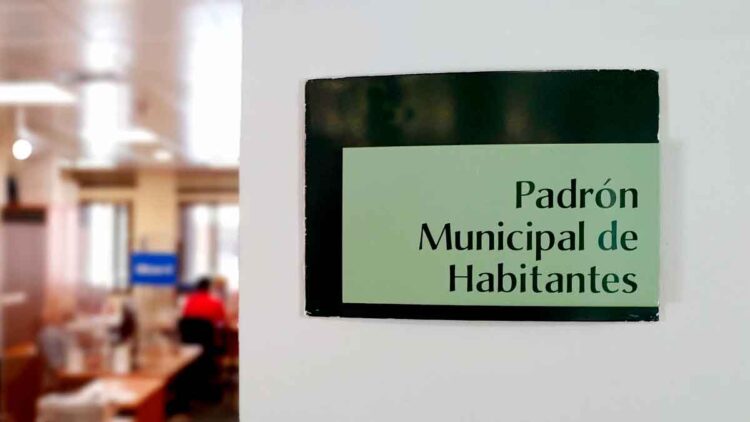 Padrón
Municipal de
Habitantes